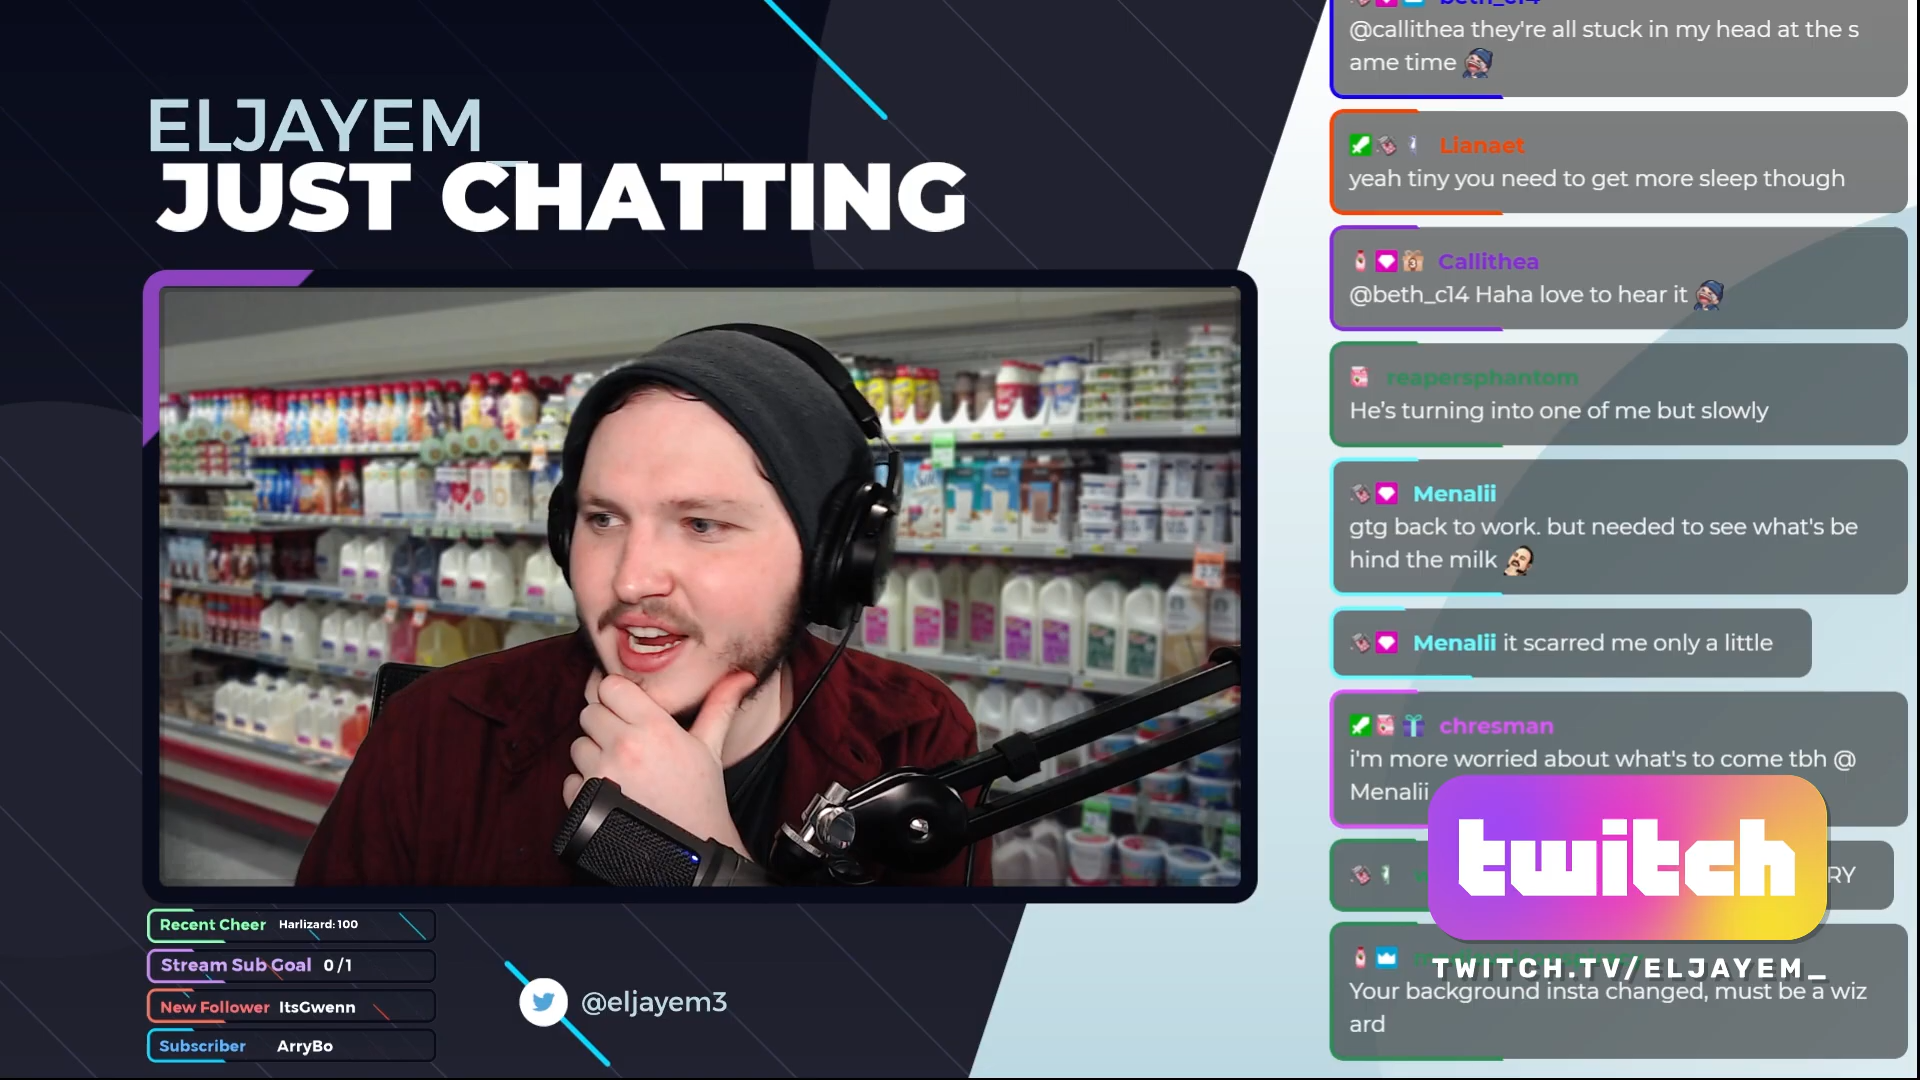 ELJAYEM_
JUST CHATTING
Recent Cheer Harlizard: 100
Stream Sub Goal 0 / 1
New Follower ItsGwenn
Subscriber ArryBo
@eljayem3
beth_c14
@callithea they're all stuck in my head at the s
ame time
Lianaet
yeah tiny you need to get more sleep though
Callithea
@beth_c14 Haha love to hear it
reapersphantom
He's turning into one of me but slowly
Menalii
gtg back to work. but needed to see what's be
hind the milk
Menalii it scarred me only a little
chresman
i'm more worried about what's to come tbh @
Menalii
RY
twitch
TWITCH.TV/ELJAYEM_
Your background insta changed, must be a wiz
ard